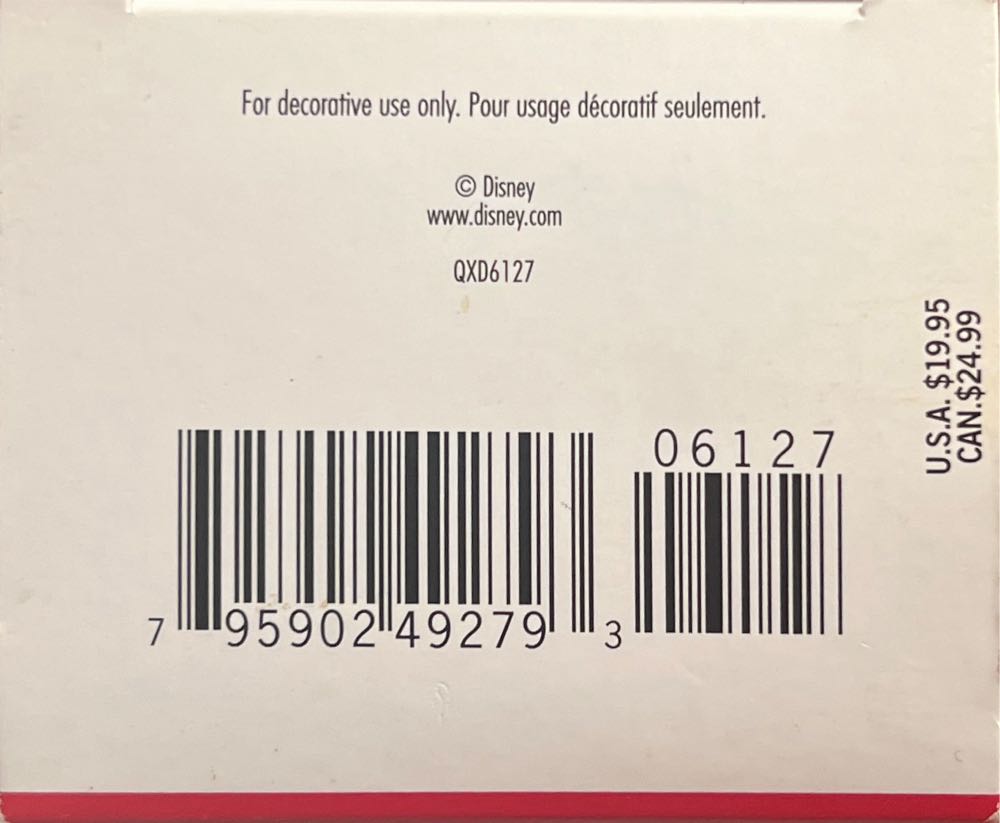 For decorative use only. Pour usage décoratif seulement.
© Disney
www.disney.com
QXD6127
U.S.A. $19.95
CAN.$24.99
06127
7 95902 49279 3